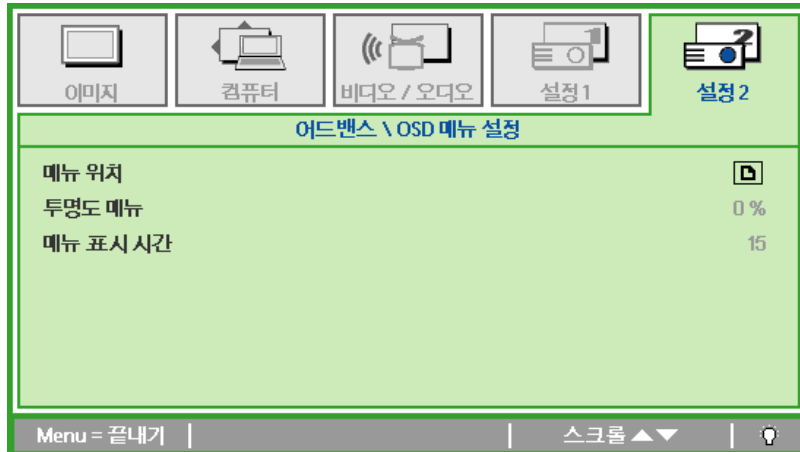 이미지
컴퓨터
비디오 / 오디오
설정 1
설정 2
어드밴스 \ OSD 메뉴 설정
메뉴 위치
투명도 메뉴
0 %
메뉴 표시 시간
15
Menu = 끝내기
스크롤▲▼